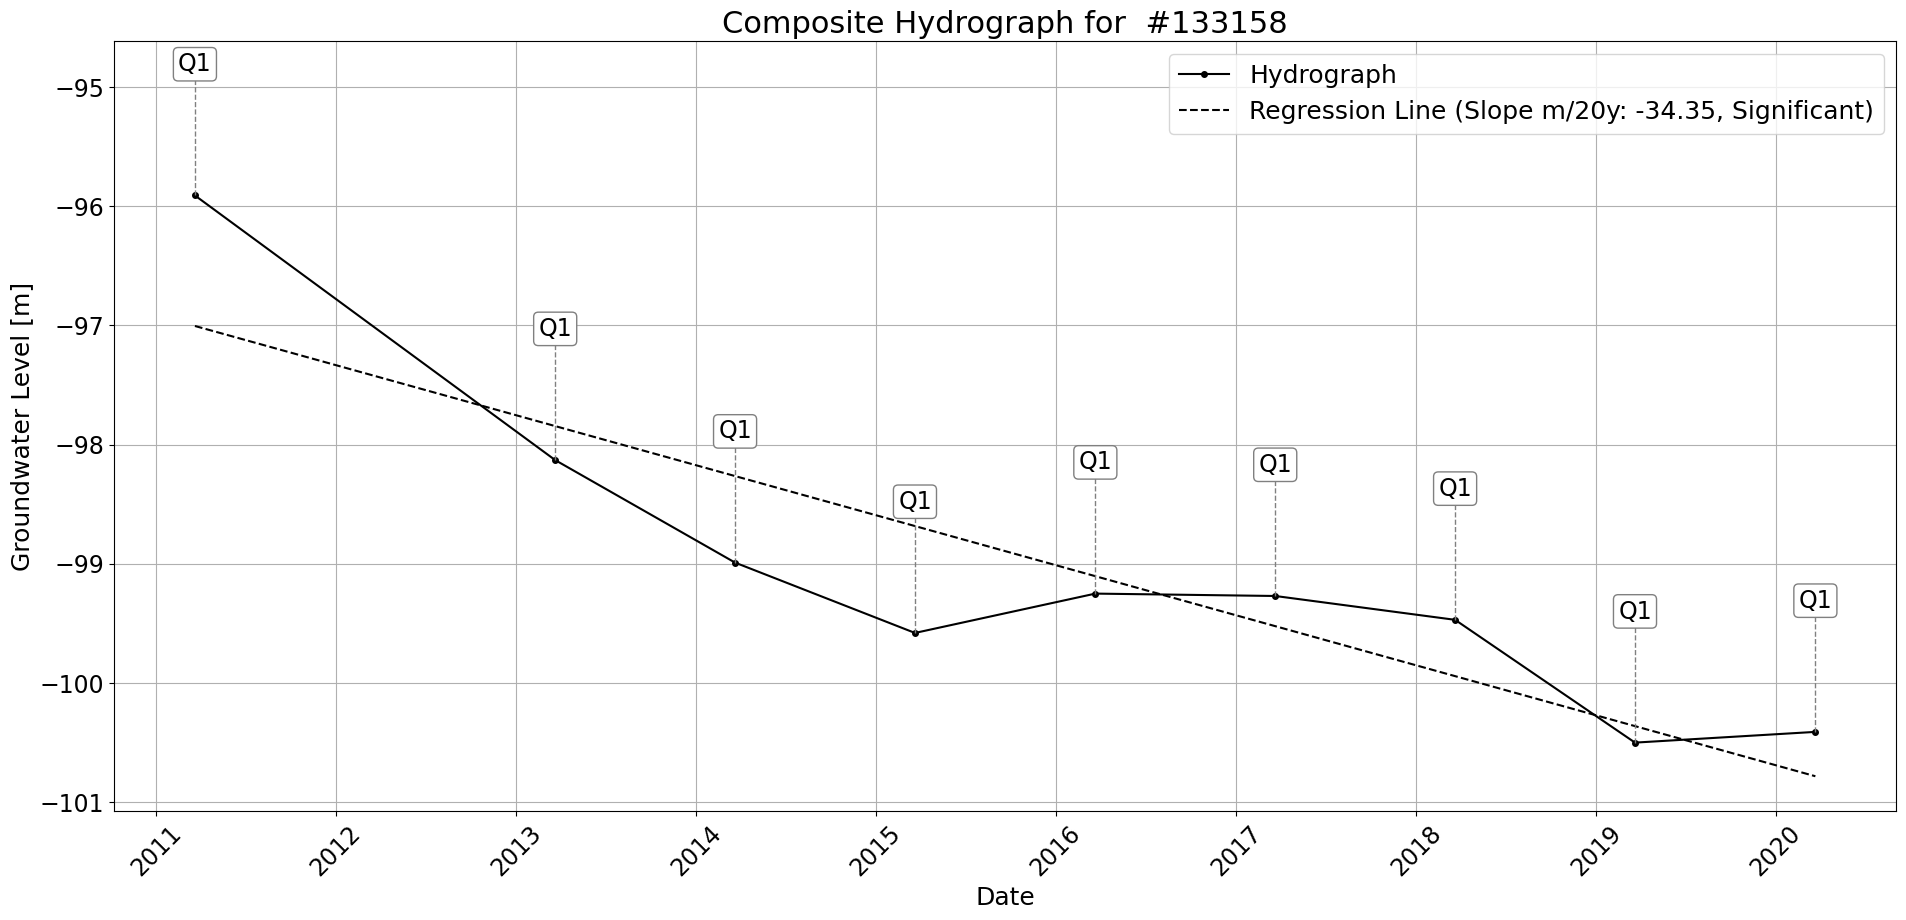 Composite Hydrograph for  #133158
Hydrograph
Regression Line (Slope m/20y: -34.35, Significant)
Q1
Q1
Q1
Q1
Q1
Q1
Q1
Q1
Q1
Groundwater Level [m]
−95
−96
−97
−98
−99
−100
−101
2011
2012
2013
2014
2015
2016
2017
2018
2019
2020
Date